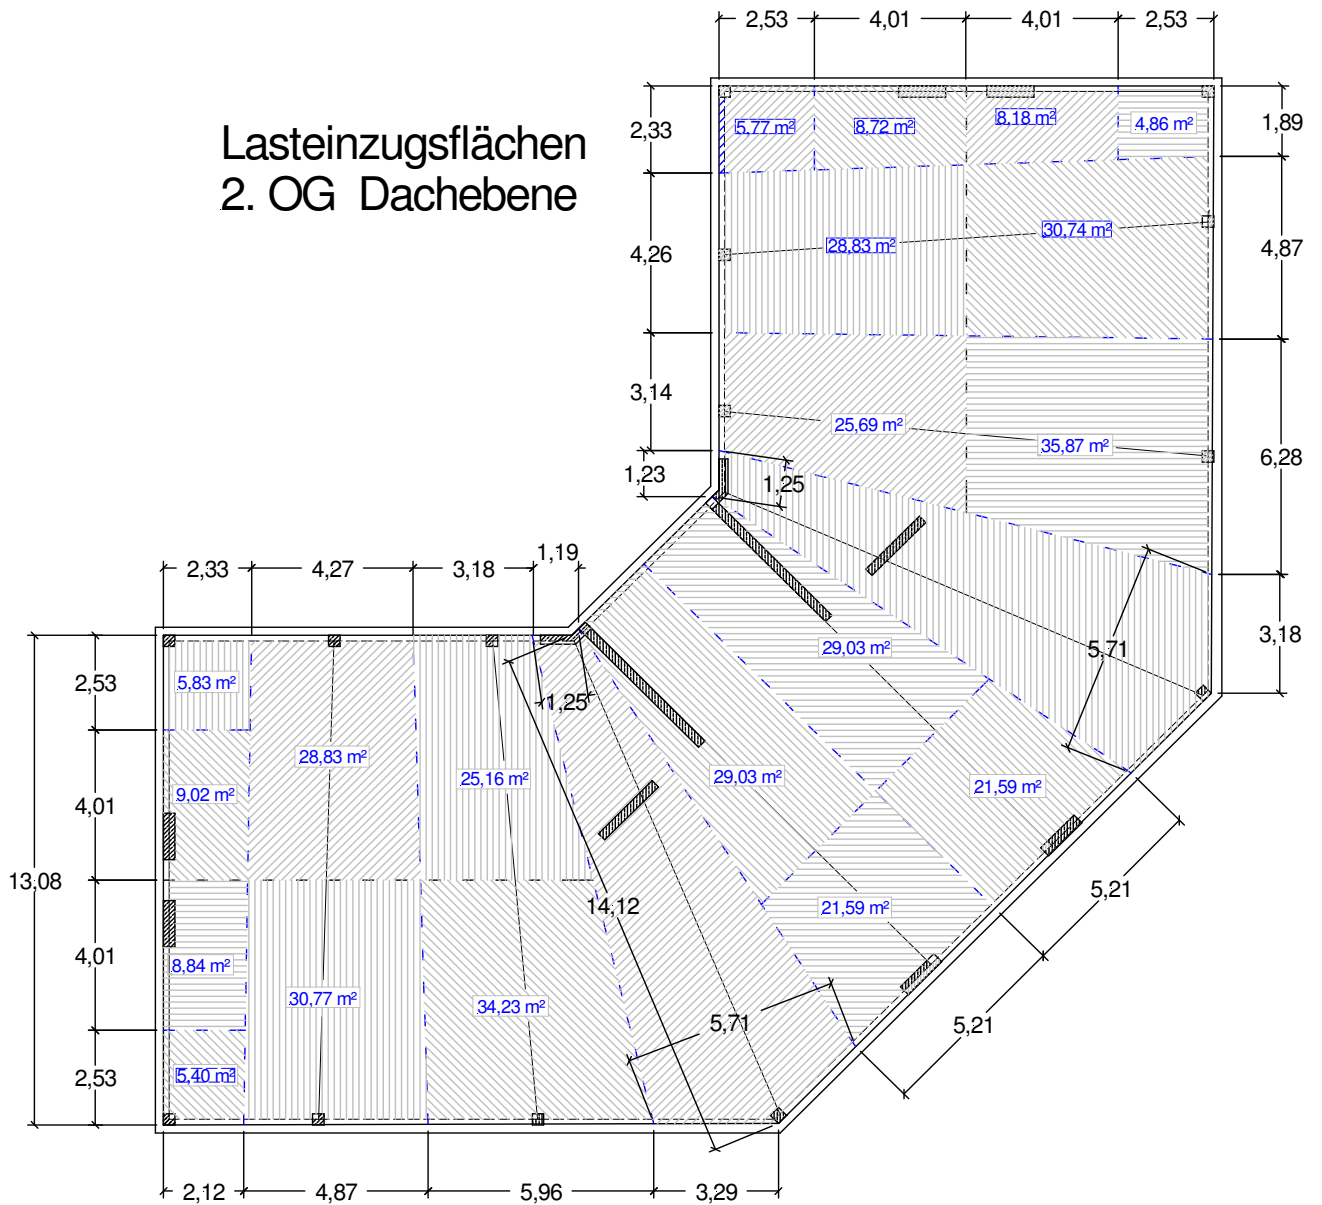 2,53 4,01 4,01 2,53
Lasteinzugsflächen
2. OG Dachebene
2,33
4,26
3,14
1,23
1,89
4,87
6,28
3,18
5,77 m²
8,72 m²
8,18 m²
4,86 m²
28,83 m²
30,74 m²
25,69 m²
35,87 m²
1,25
5,71
2,33 4,27 3,18 1,19
13,08
2,53
4,01
4,01
2,53
5,83 m²
28,83 m²
9,02 m²
25,16 m²
1,25
29,03 m²
29,03 m²
21,59 m²
21,59 m²
8,84 m²
30,77 m²
34,23 m²
5,40 m²
14,12
5,71
5,21
5,21
2,12 4,87 5,96 3,29